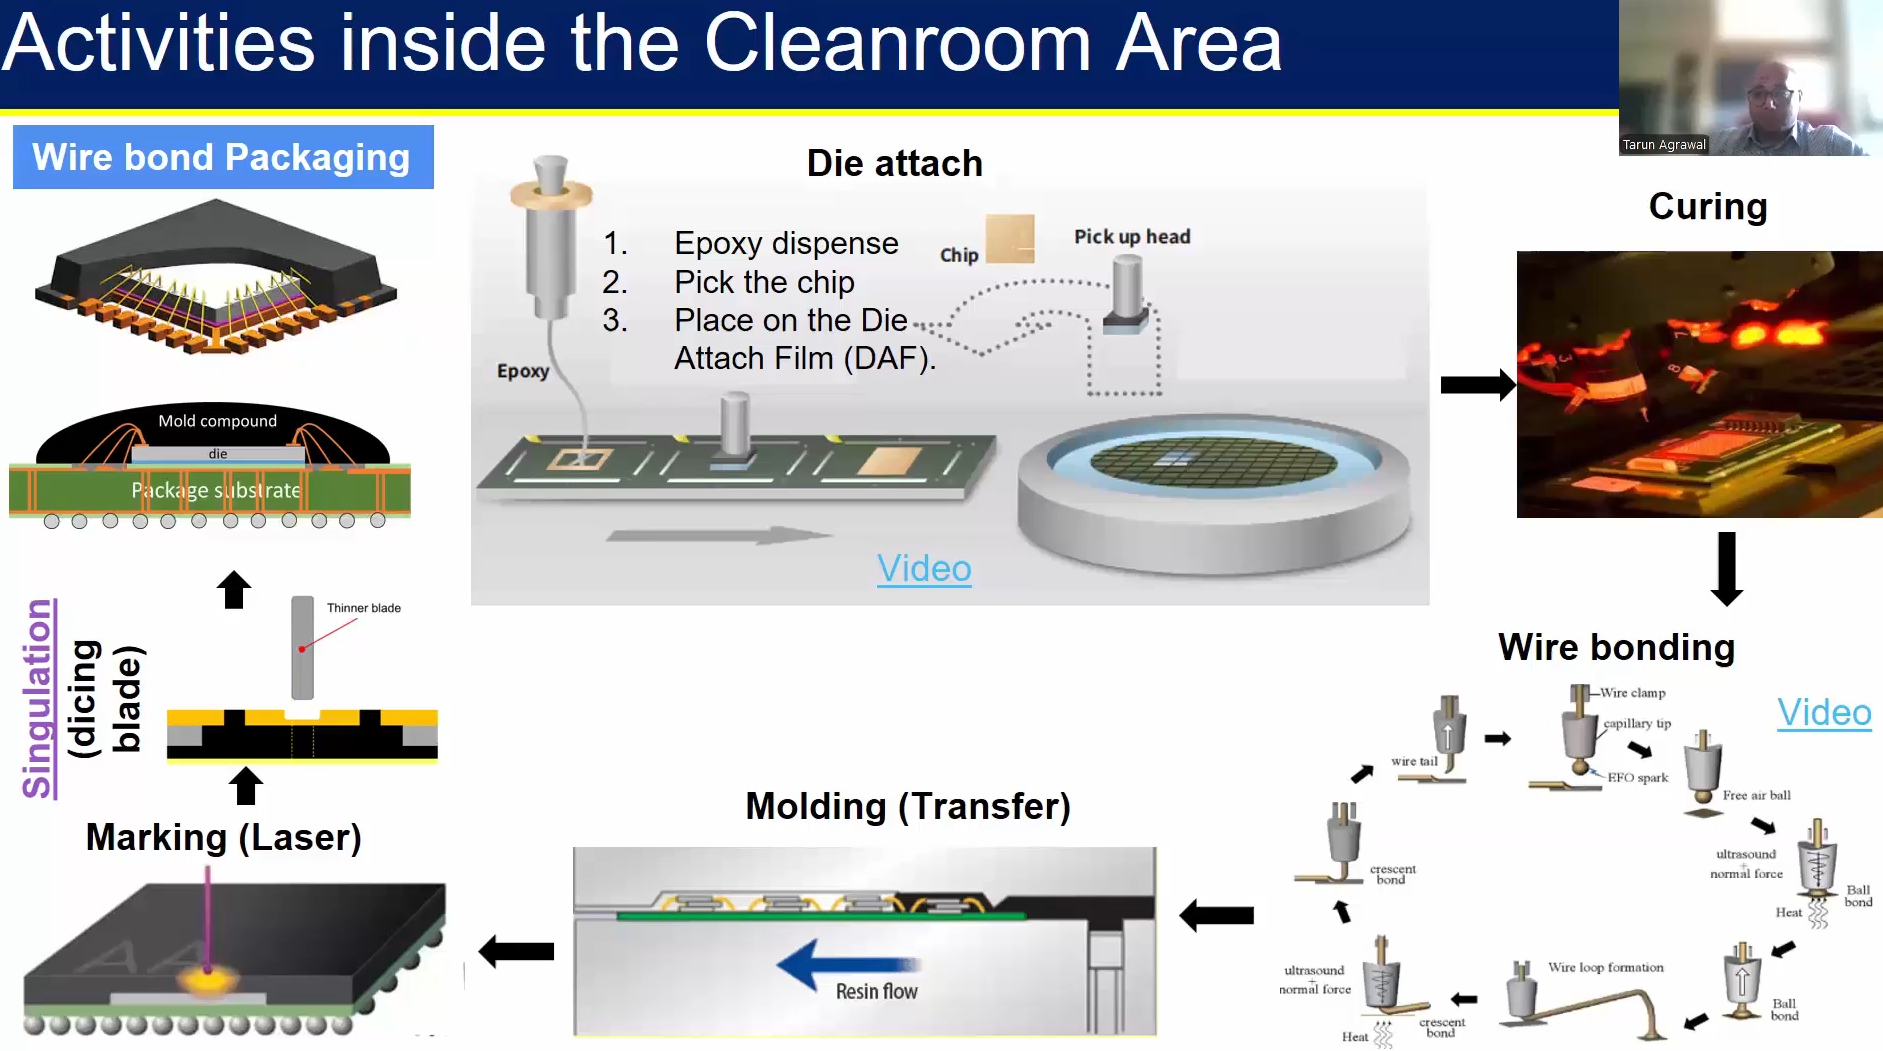 Activities inside the Cleanroom Area
Tarun Agrawal
Wire bond Packaging
Mold compound
die
Package substrate
Die attach
1. Epoxy dispense
2. Pick the chip
3. Place on the Die
Attach Film (DAF).
Chip
Pick up head
Epoxy
Video
Curing
Wire bonding
Video
Wire clamp
capillary tip
EFO spark
wire tail
Free air ball
ultrasound
+
normal force
Ball
bond
Heat
Ball
bond
Wire loop formation
ultrasound
+
normal force
crescent
bond
Heat
crescent
bond
Molding (Transfer)
Resin flow
Marking (Laser)
AA
Singulation
(dicing
blade)
Thinner blade